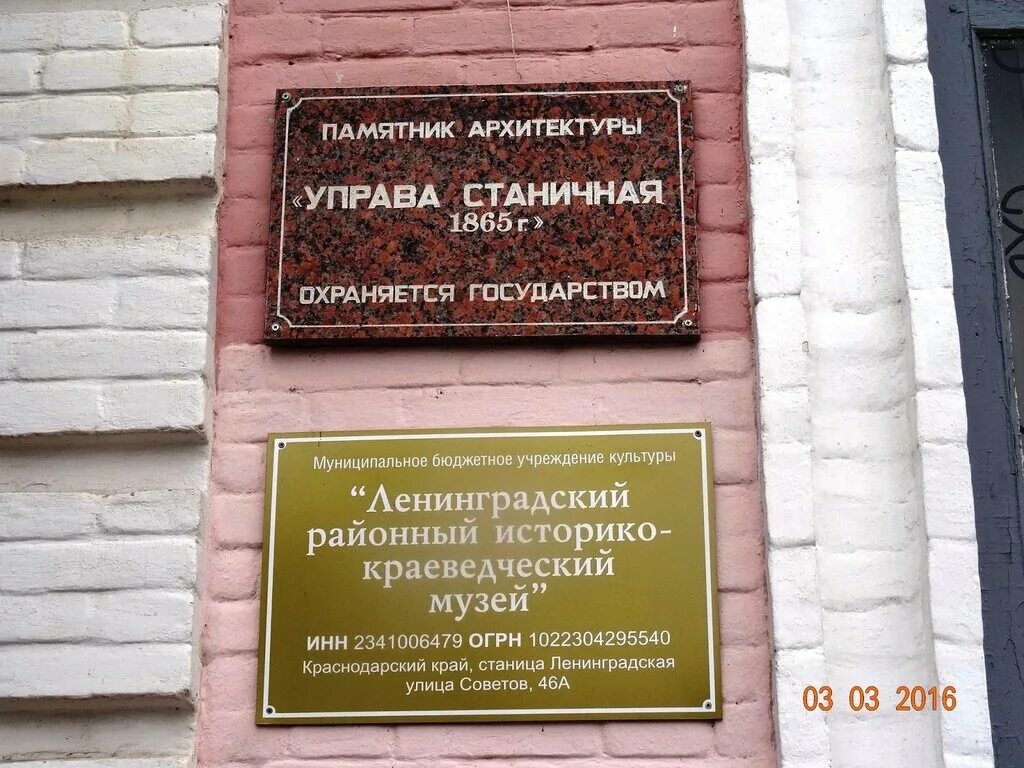 ПАМЯТНИК АРХИТЕКТУРЫ
«УПРАВА СТАНИЧНАЯ
1865 г.»
ОХРАНЯЕТСЯ ГОСУДАРСТВОМ
Муниципальное бюджетное учреждение культуры
“Ленинградский
районный историко-
краеведческий
музей”
ИНН 2341006479 ОГРН 1022304295540
Краснодарский край, станица Ленинградская
улица Советов, 46А
03 03 2016